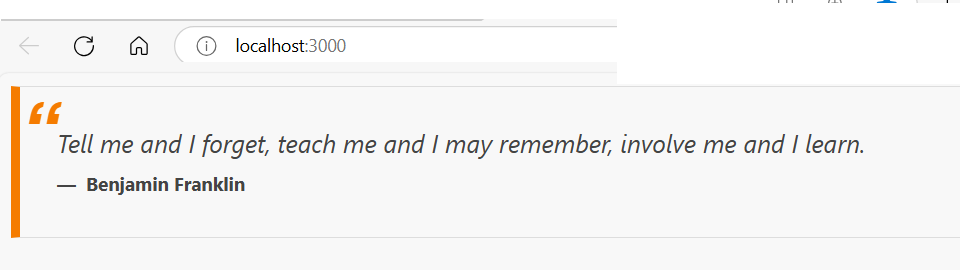 localhost:3000
“
Tell me and I forget, teach me and I may remember, involve me and I learn.
— Benjamin Franklin